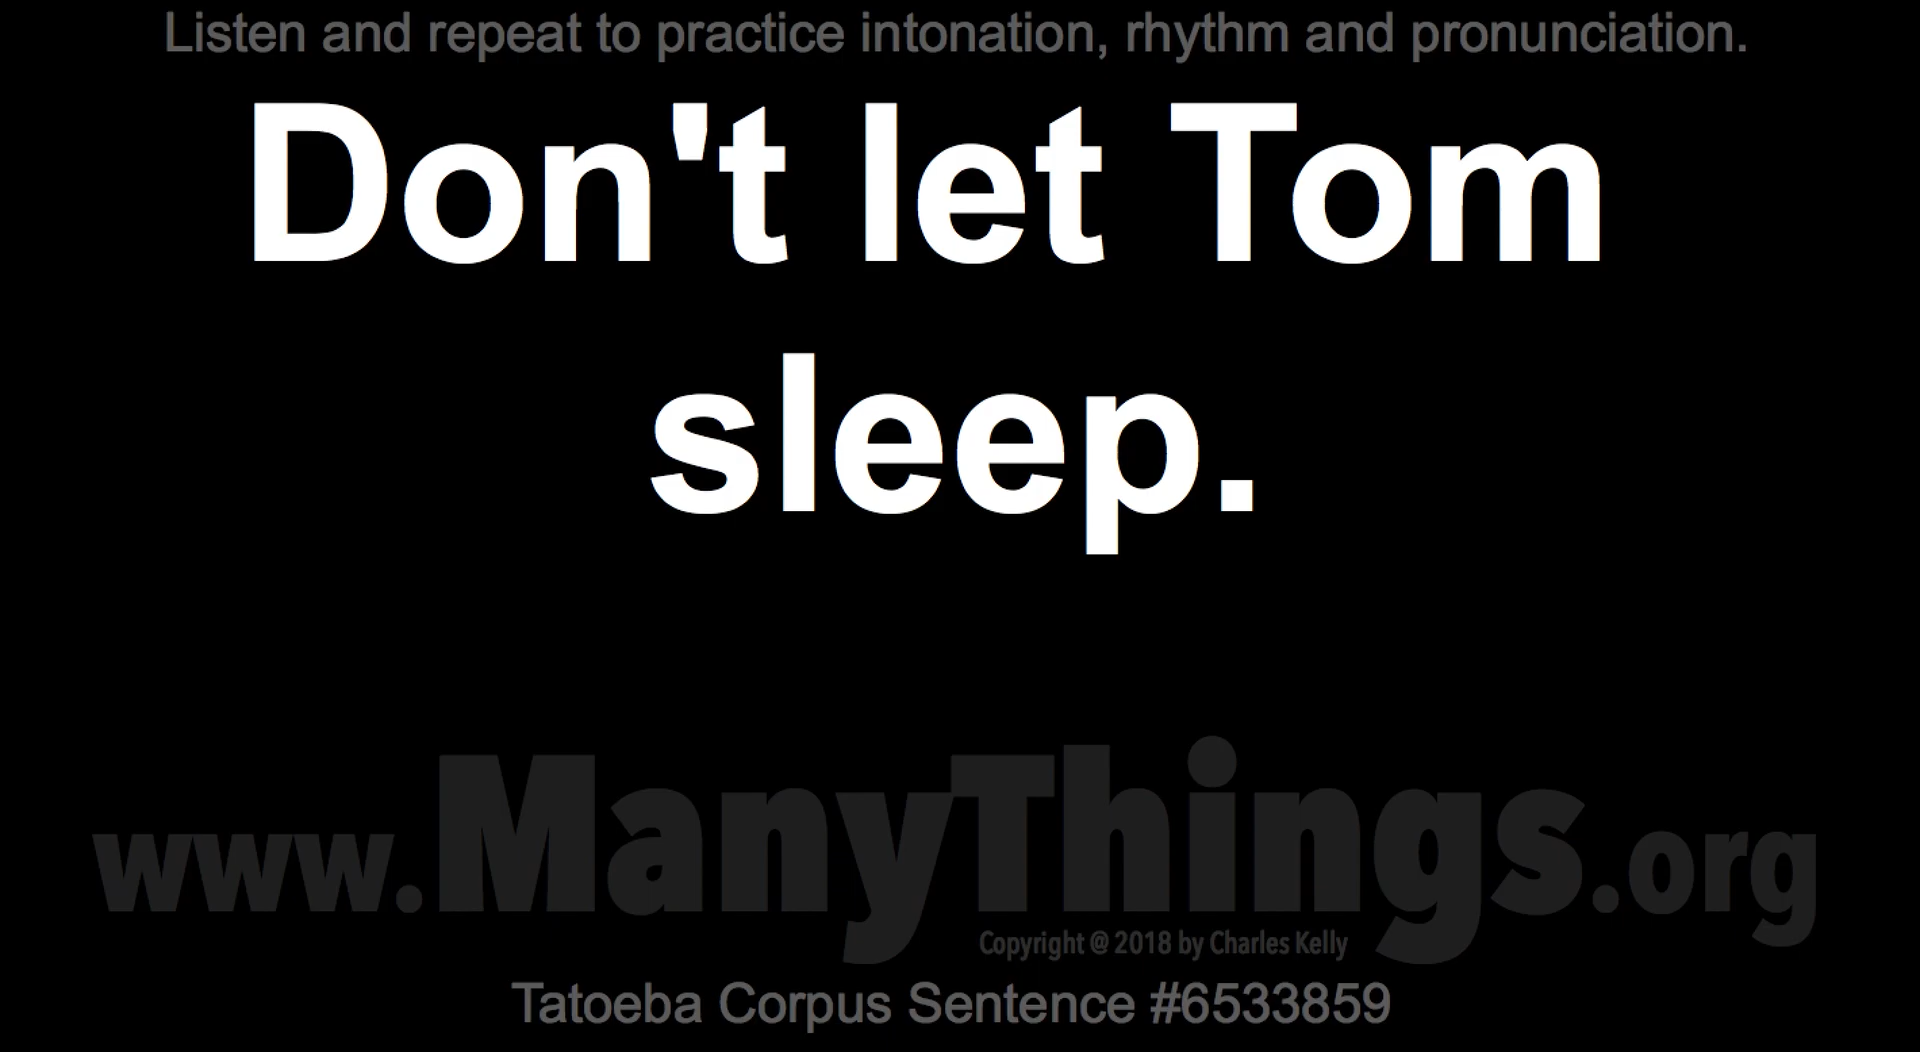 Listen and repeat to practice intonation, rhythm and pronunciation.
Don't let Tom
sleep.
www.ManyThings.org
Copyright @ 2018 by Charles Kelly
Tatoeba Corpus Sentence #6533859